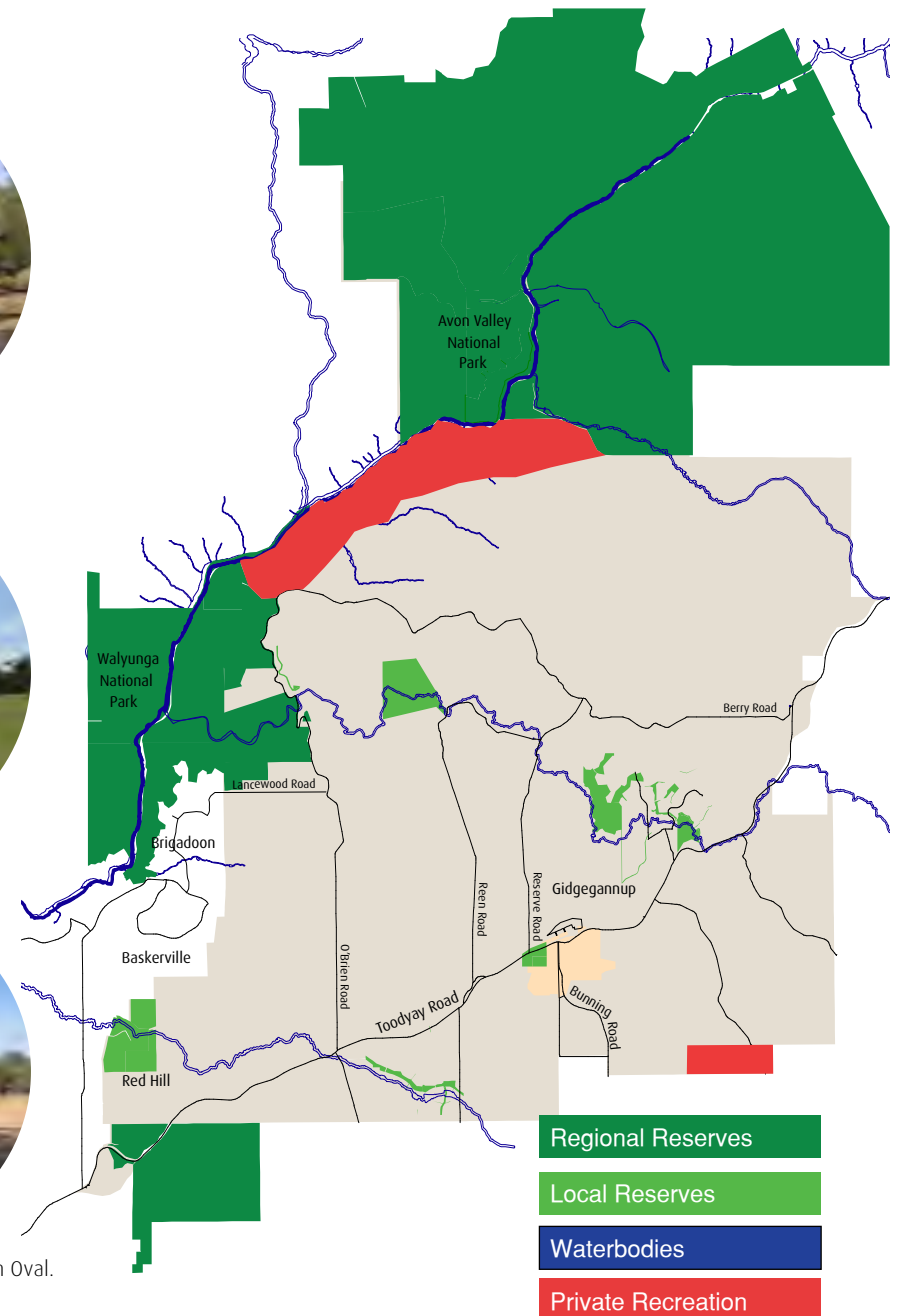 Avon Valley
National
Park
Walyunga
National
Park
Berry Road
Lancewood Road
Brigadoon
Gidgegannup
Reen Road
Reserve Road
O'Brien Road
Baskerville
Toodyay Road
Bunning Road
Red Hill
Regional Reserves
Local Reserves
Waterbodies
Private Recreation
Oval.